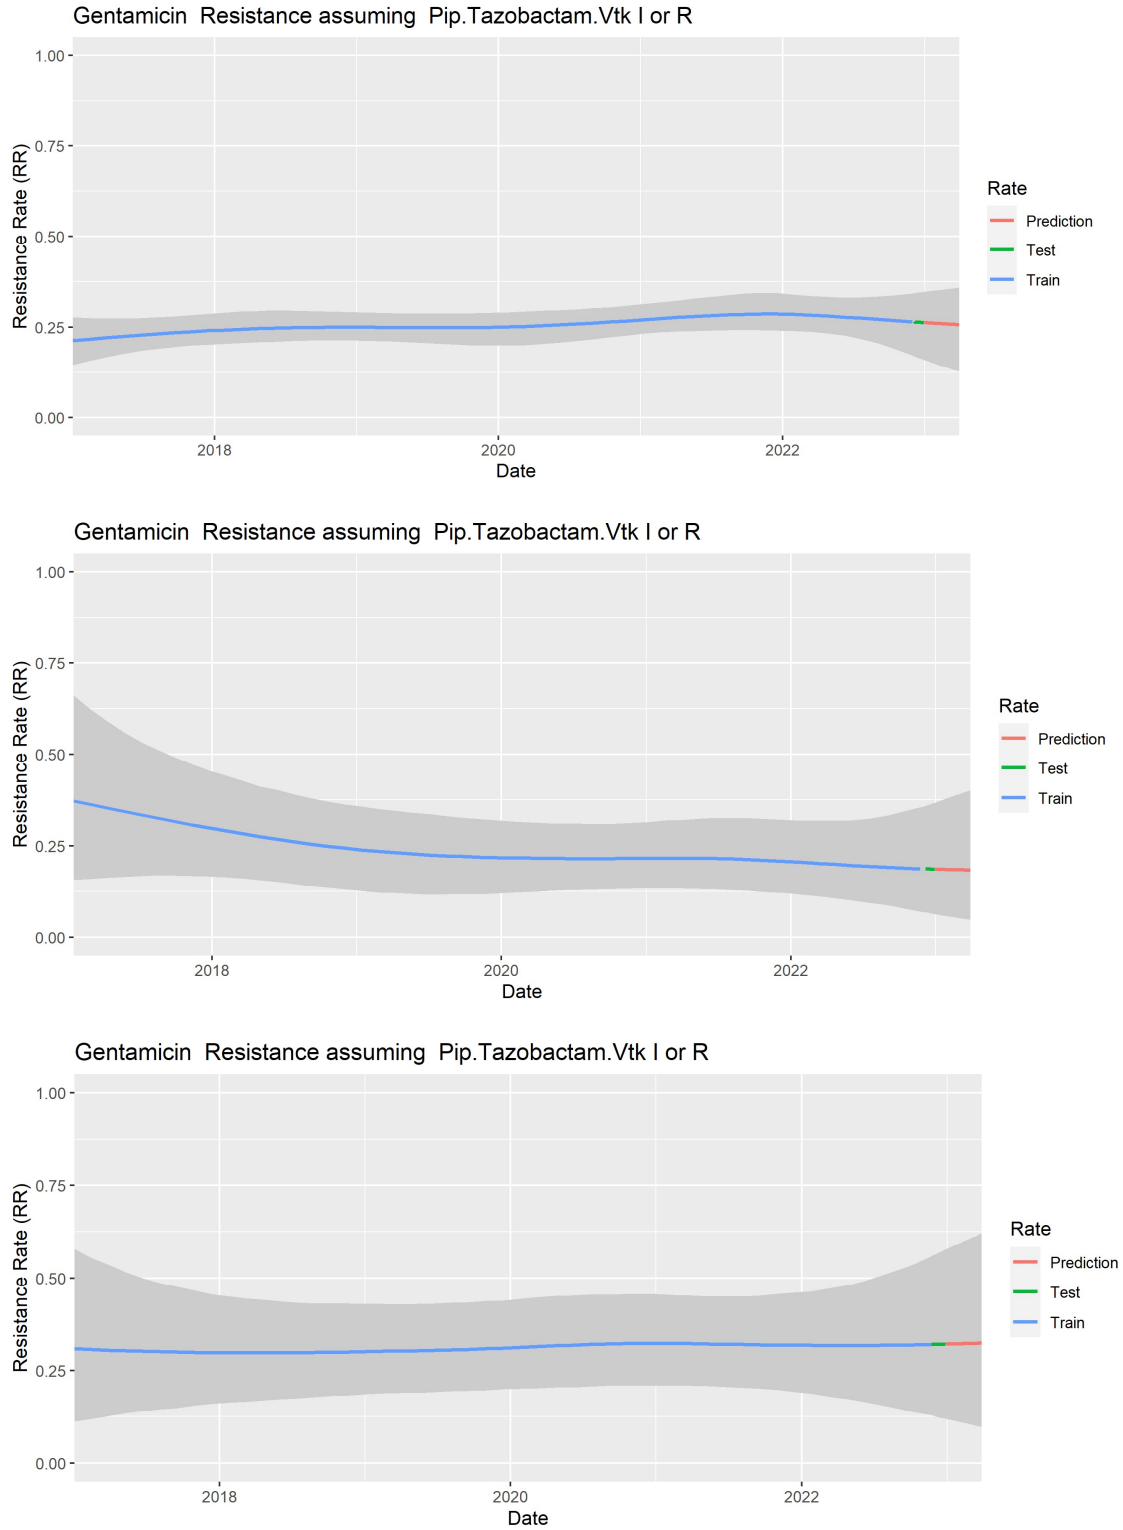 Gentamicin  Resistance assuming  Pip.Tazobactam.Vtk I or R
1.00
0.75
0.50
0.25
0.00
Resistance Rate (RR)
2018
2020
2022
Date
Rate
Prediction
Test
Train
Gentamicin  Resistance assuming  Pip.Tazobactam.Vtk I or R
1.00
0.75
0.50
0.25
0.00
Resistance Rate (RR)
2018
2020
2022
Date
Rate
Prediction
Test
Train
Gentamicin  Resistance assuming  Pip.Tazobactam.Vtk I or R
1.00
0.75
0.50
0.25
0.00
Resistance Rate (RR)
2018
2020
2022
Date
Rate
Prediction
Test
Train